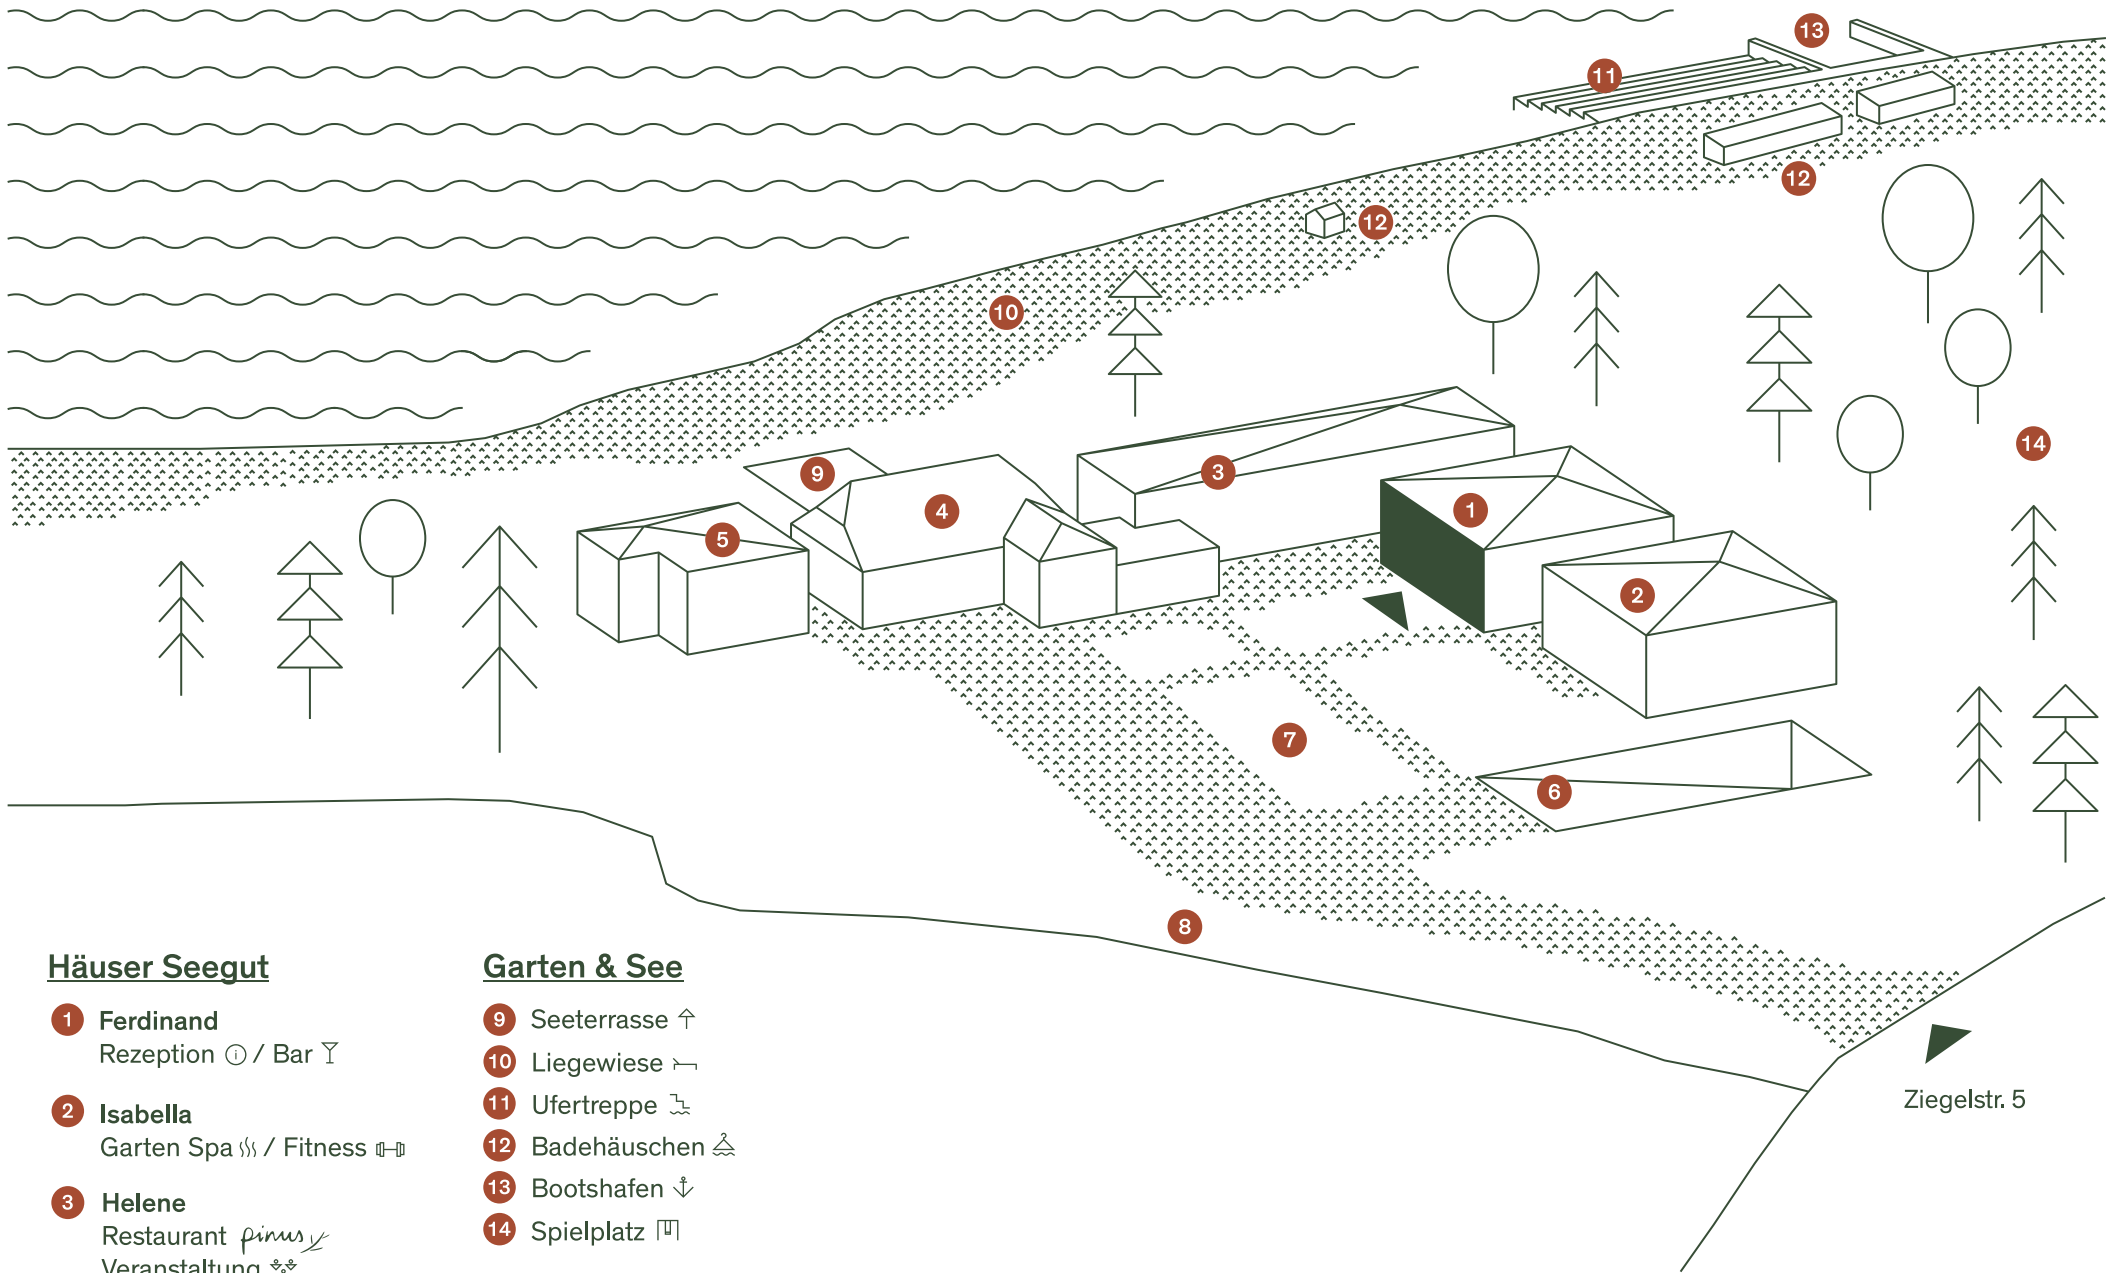 13
11
12
12
10
14
9
3
4
1
5
2
7
6
8
Häuser Seegut
1 Ferdinand
Rezeption / Bar
2 Isabella
Garten Spa / Fitness
3 Helene
Restaurant pinus
Veranstaltung
Garten & See
9 Seeterrasse
10 Liegewiese
11 Ufertreppe
12 Badehäuschen
13 Bootshafen
14 Spielplatz
Ziegelstr. 5